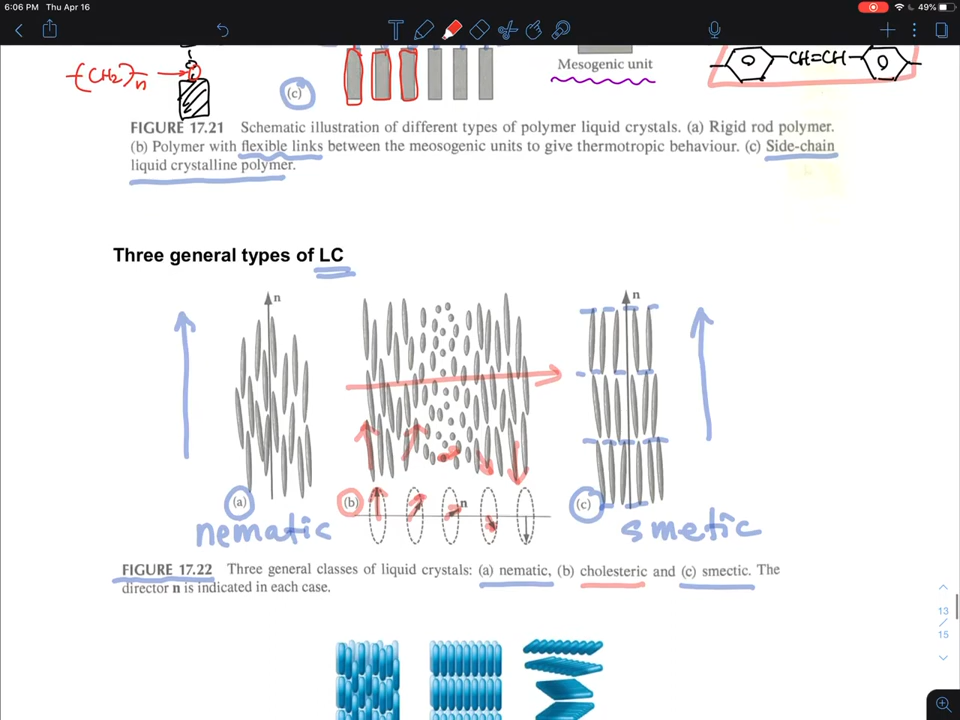 6:06 PM Thu Apr 16
49%
-(CH2)-n
(c)
Mesogenic unit
CH=CH
FIGURE 17.21 Schematic illustration of different types of polymer liquid crystals. (a) Rigid rod polymer.
(b) Polymer with flexible links between the meosogenic units to give thermotropic behaviour. (c) Side-chain
liquid crystalline polymer.
Three general types of LC
n
n
(a)
(b)
n
(c)
nematic
smetic
FIGURE 17.22 Three general classes of liquid crystals: (a) nematic, (b) cholesteric and (c) smectic. The
director n is indicated in each case.
13
/
15